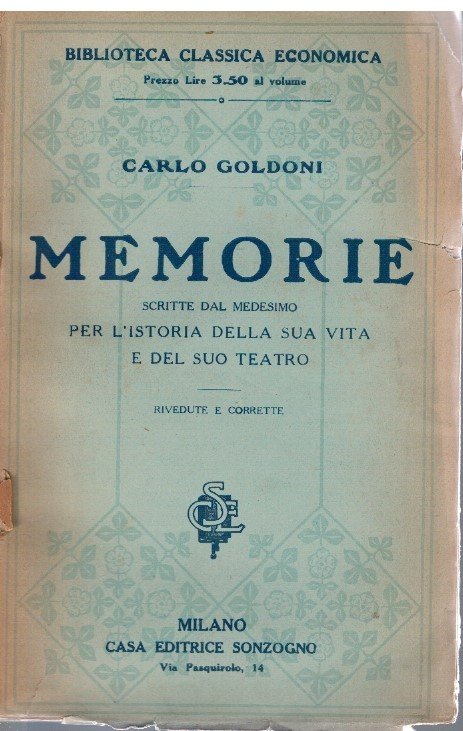 BIBLIOTECA CLASSICA ECONOMICA
Prezzo Lire 3.50 al volume
CARLO GOLDONI
MEMORIE
SCRITTE DAL MEDESIMO
PER L'ISTORIA DELLA SUA VITA
E DEL SUO TEATRO
RIVEDUTE E CORRETTE
MILANO
CASA EDITRICE SONZOGNO
Via Pasquirolo, 14